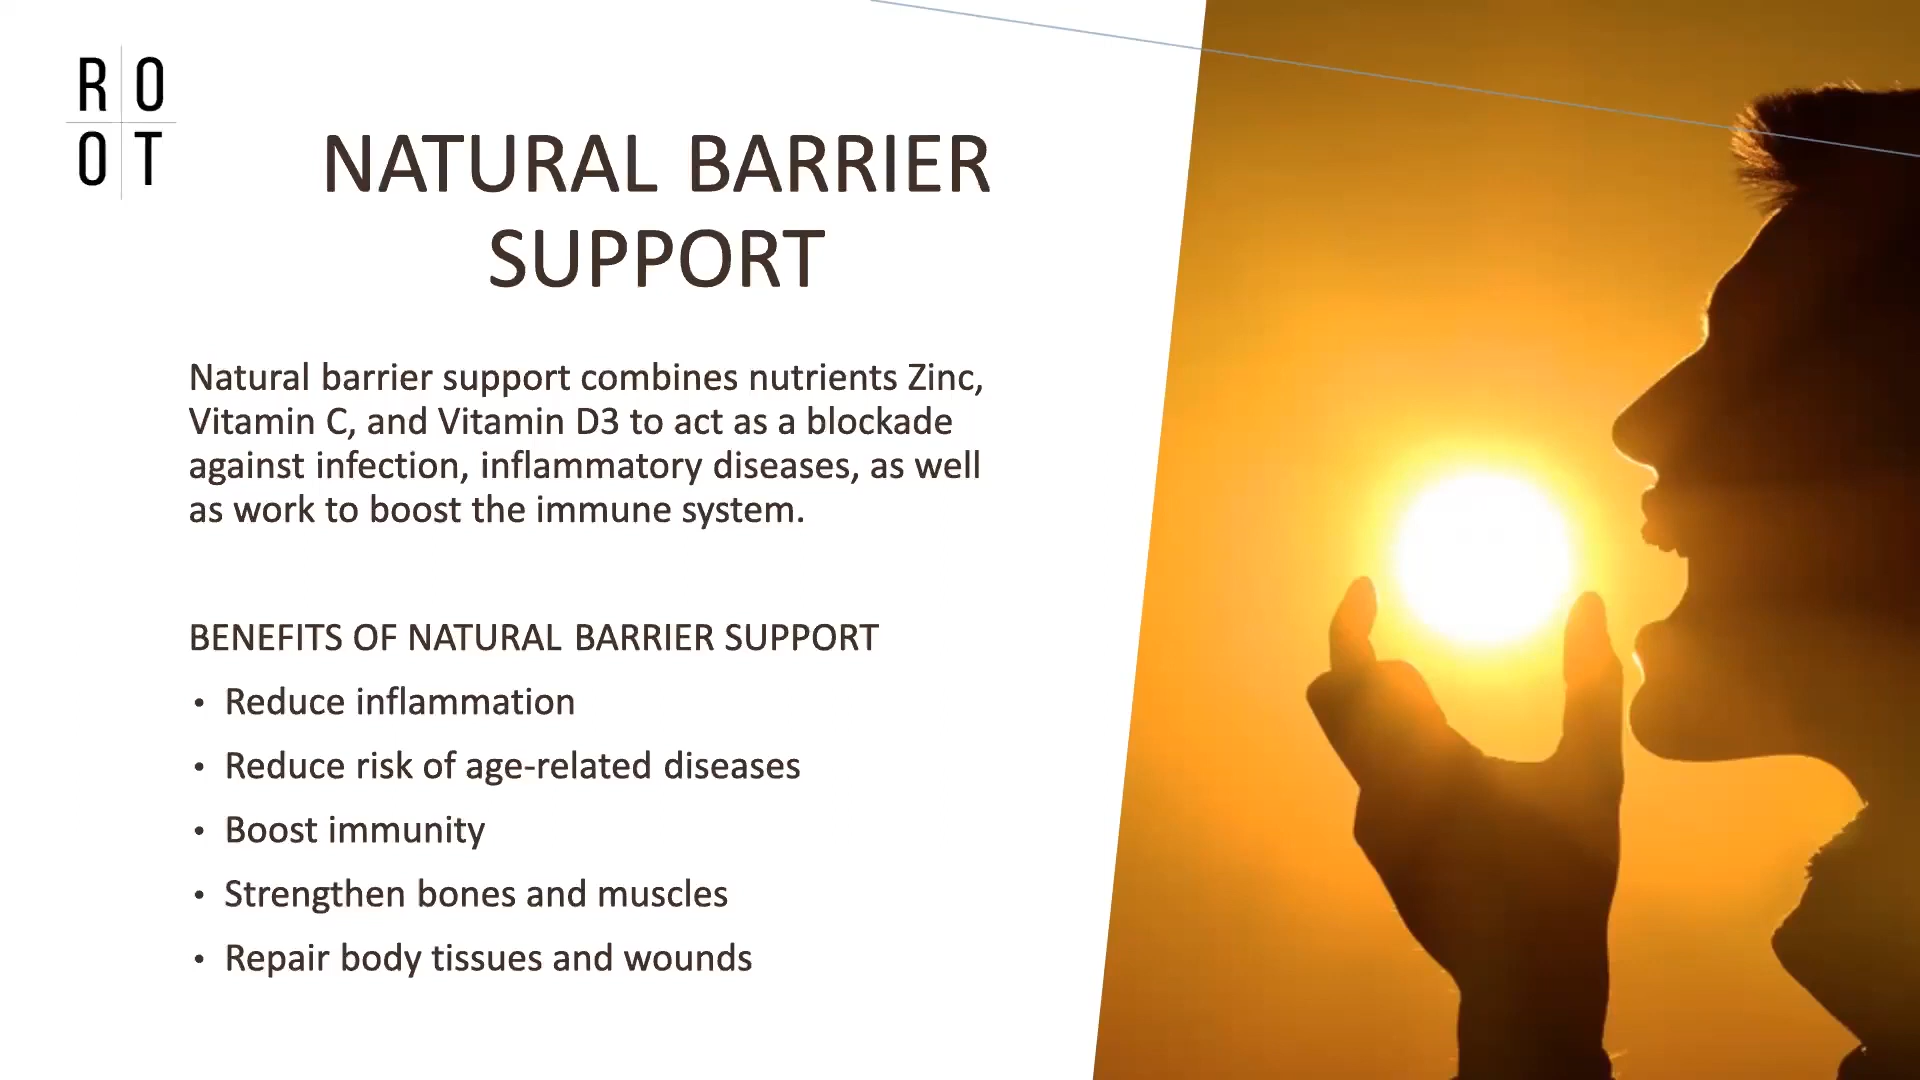 RO
OT
NATURAL BARRIER
SUPPORT
Natural barrier support combines nutrients Zinc,
Vitamin C, and Vitamin D3 to act as a blockade
against infection, inflammatory diseases, as well
as work to boost the immune system.
BENEFITS OF NATURAL BARRIER SUPPORT
• Reduce inflammation
• Reduce risk of age-related diseases
• Boost immunity
• Strengthen bones and muscles
• Repair body tissues and wounds